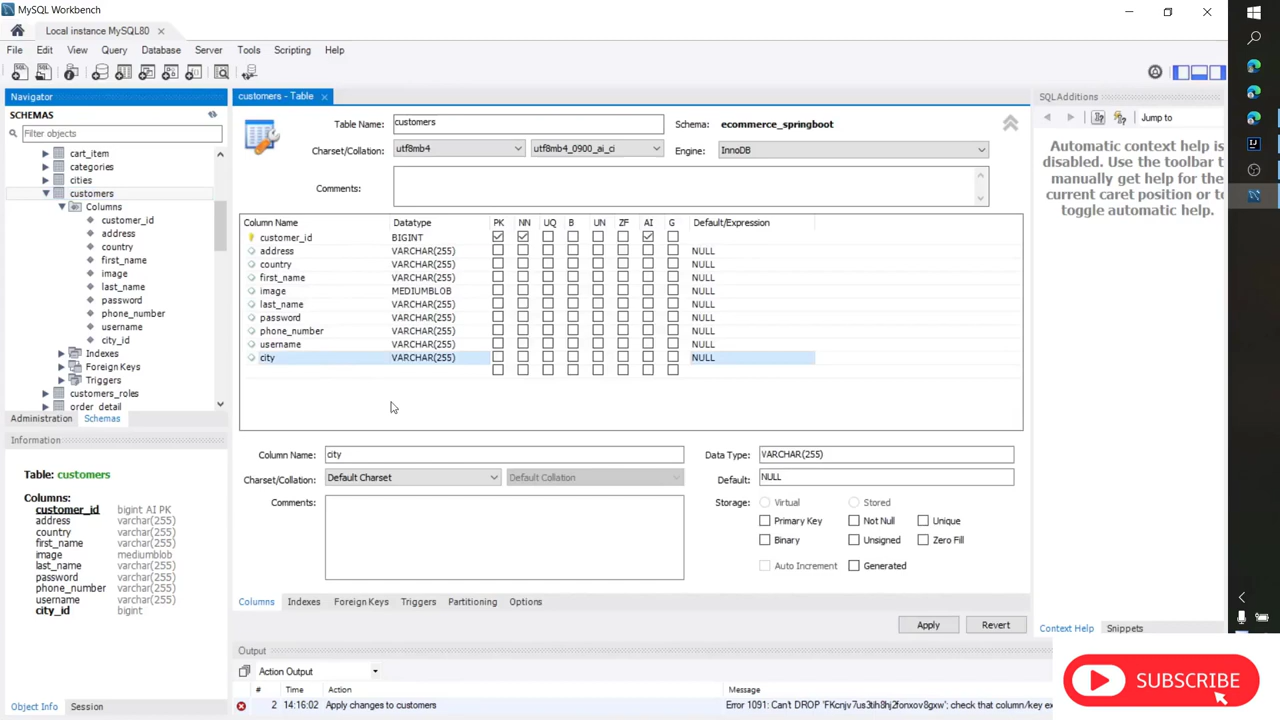 MySQL Workbench
Local instance MySQL80
File Edit View Query Database Server Tools Scripting Help
Navigator
SCHEMAS
Filter objects
cart_item
categories
cities
customers
Columns
customer_id
address
country
first_name
image
last_name
password
phone_number
username
city_id
Indexes
Foreign Keys
Triggers
customers_roles
order_detail
Administration Schemas
Information
Table: customers
Columns:
customer_id bigint AI PK
address varchar(255)
country varchar(255)
first_name varchar(255)
image mediumblob
last_name varchar(255)
password varchar(255)
phone_number varchar(255)
username varchar(255)
city_id bigint
Object Info Session
customers - Table
Table Name: customers Schema: ecommerce_springboot
Charset/Collation: utf8mb4 utf8mb4_0900_ai_ci Engine: InnoDB
Comments:
Column Name Datatype PK NN UQ B UN ZF AI G Default/Expression
customer_id BIGINT
address VARCHAR(255) NULL
country VARCHAR(255) NULL
first_name VARCHAR(255) NULL
image MEDIUMBLOB NULL
last_name VARCHAR(255) NULL
password VARCHAR(255) NULL
phone_number VARCHAR(255) NULL
username VARCHAR(255) NULL
city VARCHAR(255) NULL
Column Name: city Data Type: VARCHAR(255)
Charset/Collation: Default Charset Default Collation Default: NULL
Comments: Storage: Virtual Stored
Primary Key Not Null Unique
Binary Unsigned Zero Fill
Auto Increment Generated
Columns Indexes Foreign Keys Triggers Partitioning Options
Apply Revert
Output
Action Output
# Time Action Message
2 14:16:02 Apply changes to customers Error 1091: Can't DROP 'FKcnjv7us3tih8hj2fonxov8gxw'; check that column/key ex
SQLAdditions
Jump to
Automatic context help is
disabled. Use the toolbar t
manually get help for the
current caret position or to
toggle automatic help.
Context Help Snippets
SUBSCRIBE